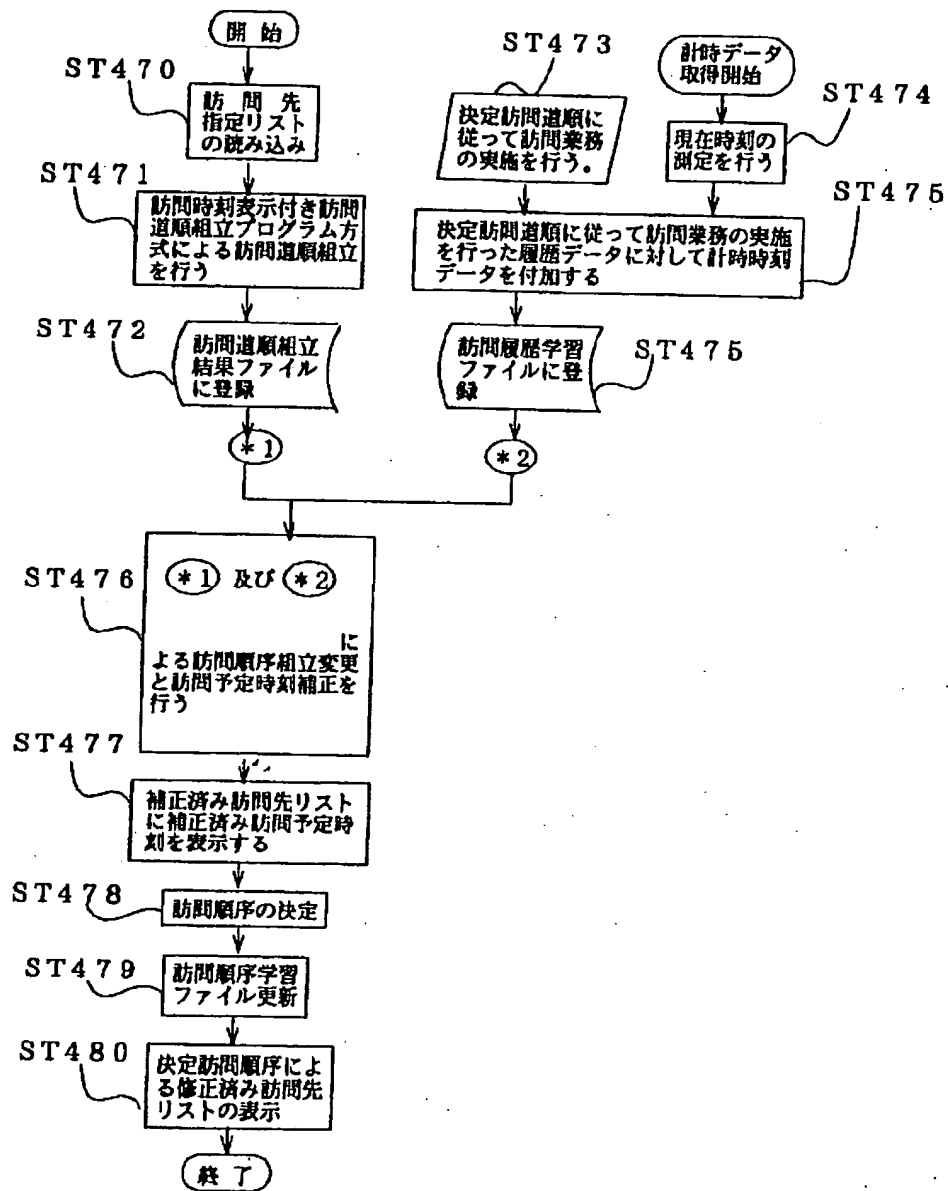 開始
ST470
訪問先
指定リスト
の読み込み
ST471
訪問時刻表示付き訪問
道順組立プログラム方
式による訪問道順組立
を行う
ST472
訪問道順組立
結果ファイル
に登録
*1
ST473
決定訪問道順に
従って訪問業務
の実施を行う。
計時データ
取得開始
ST474
現在時刻の
測定を行う
ST475
決定訪問道順に従って訪問業務の実施
を行った履歴データに対して計時時刻
データを付加する
訪問履歴学習
ファイルに登
録
ST475
*2
ST476
*1 及び *2
に
よる訪問順序組立変更
と訪問予定時刻補正を
行う
ST477
補正済み訪問先リスト
に補正済み訪問予定時
刻を表示する
ST478
訪問順序の決定
ST479
訪問順序学習
ファイル更新
ST480
決定訪問順序によ
る修正済み訪問先
リストの表示
終了